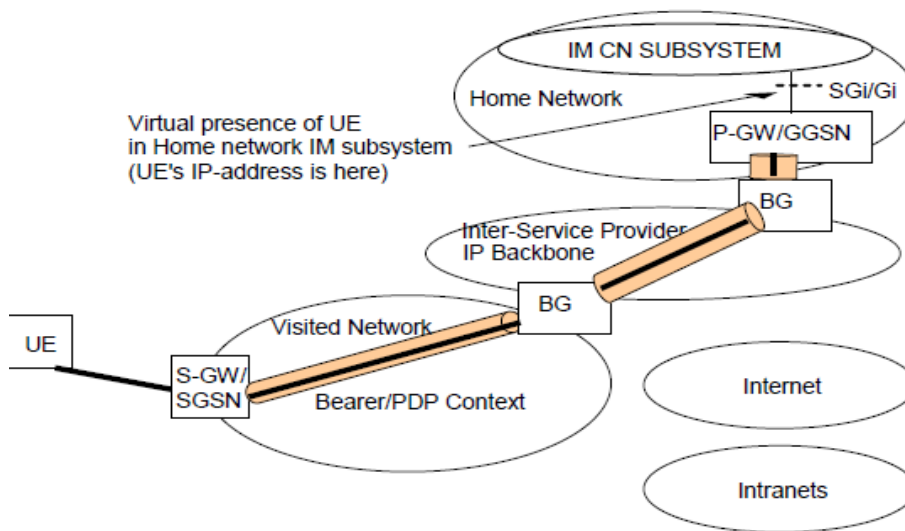 IM CN SUBSYSTEM
SGi/Gi
Home Network
P-GW/GGSN
Virtual presence of UE
in Home network IM subsystem
(UE's IP-address is here)
BG
Inter-Service Provider
IP Backbone
BG
Visited Network
UE
S-GW/
SGSN
Bearer/PDP Context
Internet
Intranets